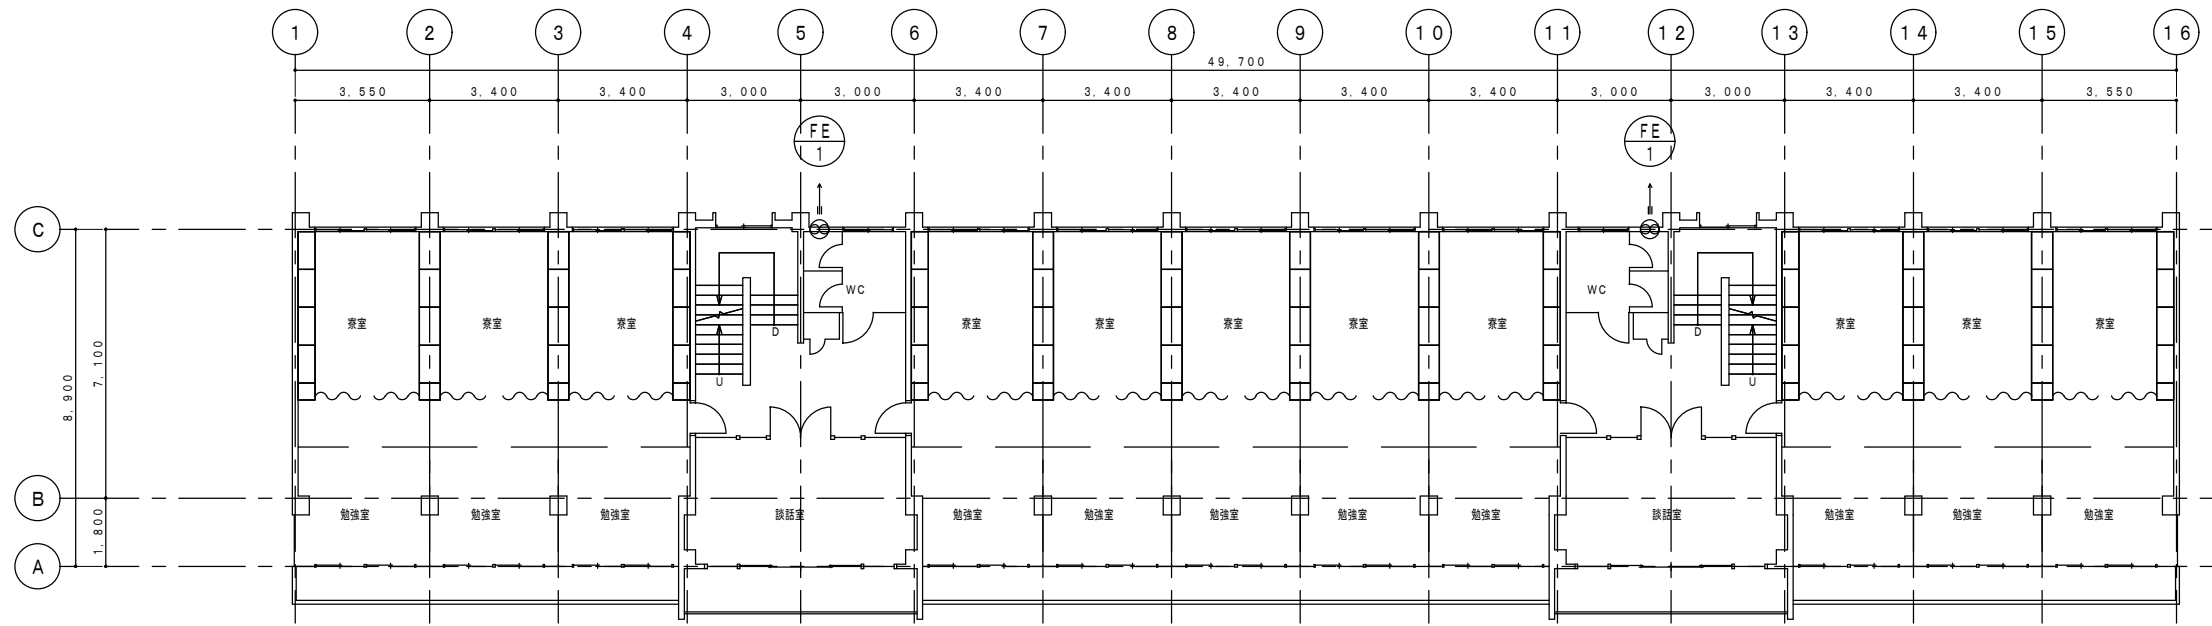 1 2 3 4 5 6 7 8 9 10 11 12 13 14 15 16
49,700
3,550 3,400 3,400 3,000 3,000 3,400 3,400 3,400 3,400 3,400 3,000 3,000 3,400 3,400 3,550
FE FE
1 1
C
WC WC
寮室 寮室 寮室 寮室 寮室 寮室 寮室 寮室 寮室 寮室 寮室
D D
7,100
8,900
U U
B
勉強室 勉強室 勉強室 談話室 勉強室 勉強室 勉強室 勉強室 勉強室 談話室 勉強室 勉強室 勉強室
1,800
A